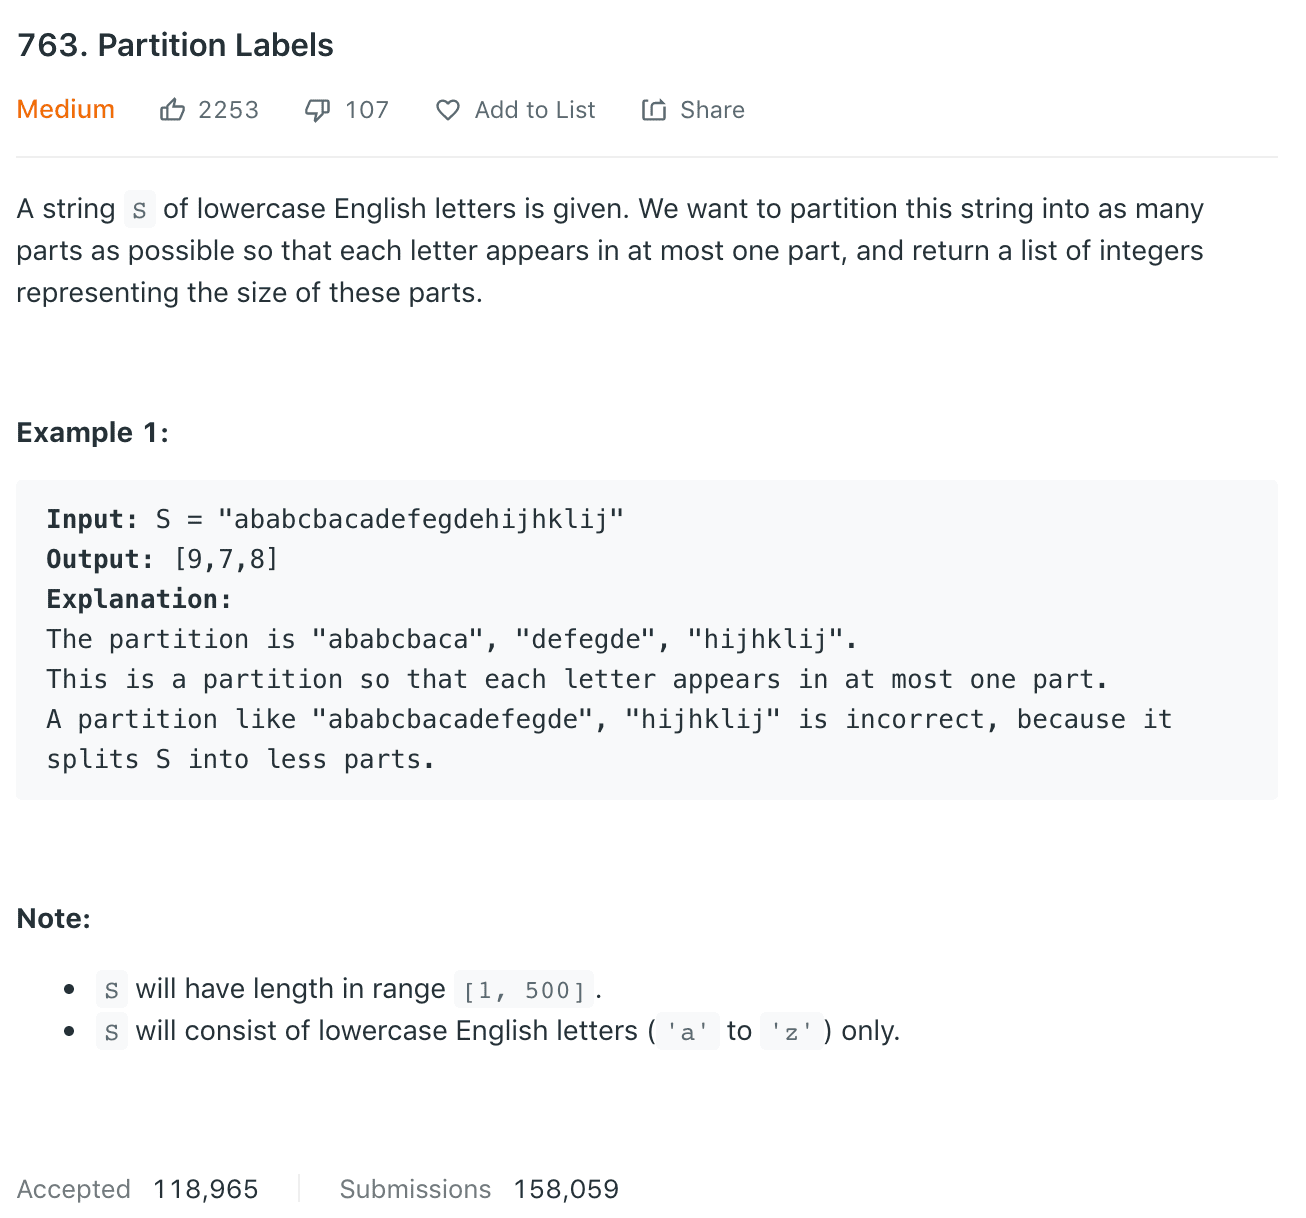 763. Partition Labels
Medium 2253 107 Add to List Share
A string S of lowercase English letters is given. We want to partition this string into as many
parts as possible so that each letter appears in at most one part, and return a list of integers
representing the size of these parts.
Example 1:
Input: S = "ababcbacadefegdehijhklij"
Output: [9,7,8]
Explanation:
The partition is "ababcbaca", "defegde", "hijhklij".
This is a partition so that each letter appears in at most one part.
A partition like "ababcbacadefegde", "hijhklij" is incorrect, because it
splits S into less parts.
Note:
• S will have length in range [1, 500].
• S will consist of lowercase English letters ('a' to 'z') only.
Accepted 118,965 Submissions 158,059